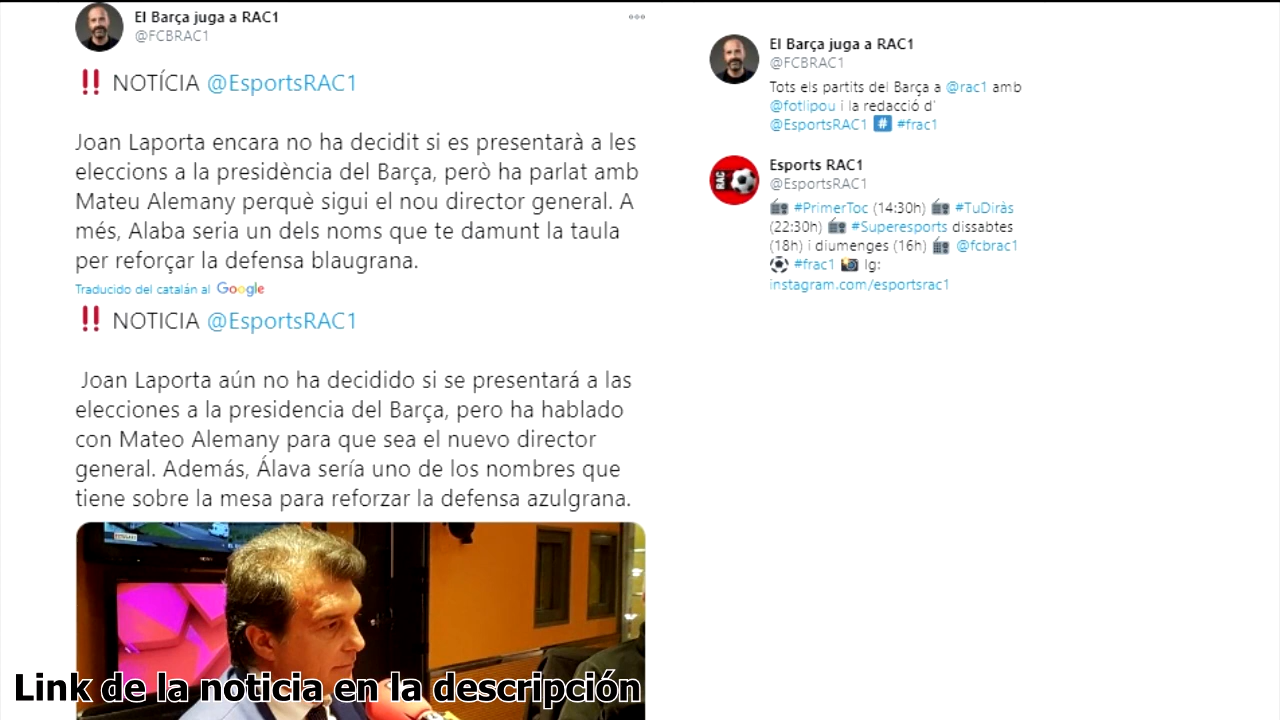 El Barça juga a RAC1
@FCBRAC1
!! NOTÍCIA @EsportsRAC1
Joan Laporta encara no ha decidit si es presentarà a les
eleccions a la presidència del Barça, però ha parlat amb
Mateu Alemany perquè sigui el nou director general. A
més, Alaba seria un dels noms que te damunt la taula
per reforçar la defensa blaugrana.
Traducido del catalán al Google
!! NOTICIA @EsportsRAC1
Joan Laporta aún no ha decidido si se presentará a las
elecciones a la presidencia del Barça, pero ha hablado
con Mateo Alemany para que sea el nuevo director
general. Además, Álava sería uno de los nombres que
tiene sobre la mesa para reforzar la defensa azulgrana.
Link de la noticia en la descripción
El Barça juga a RAC1
@FCBRAC1
Tots els partits del Barça a @rac1 amb
@fotlipou i la redacció d'
@EsportsRAC1 # #frac1
RAC
Esports RAC1
@EsportsRAC1
#PrimerToc (14:30h) #TuDiràs
(22:30h) #Superesports dissabtes
(18h) i diumenges (16h) @fcbrac1
#frac1 Ig:
instagram.com/esportsrac1